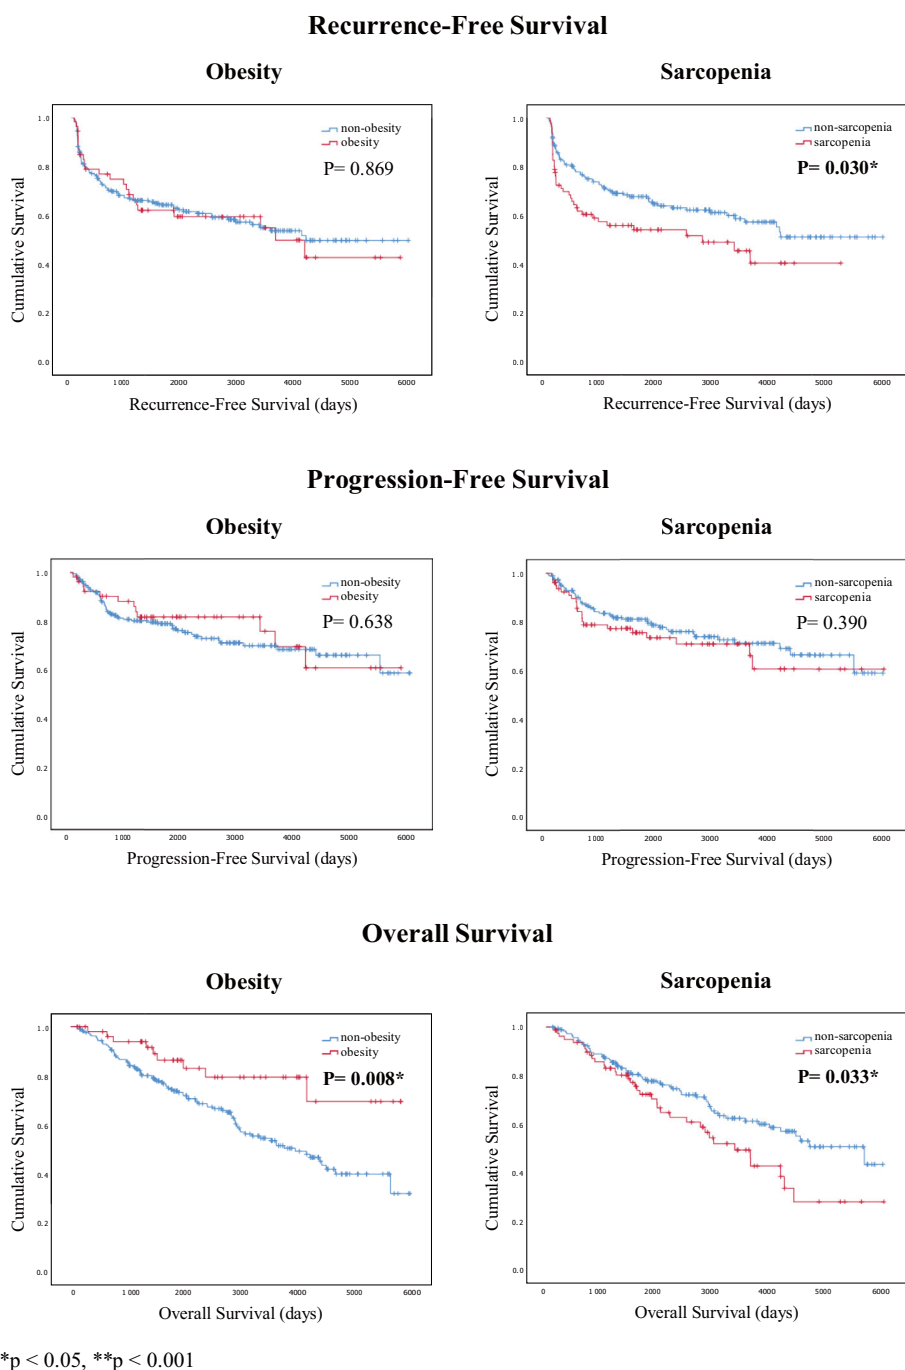 Recurrence-Free Survival
Obesity
Sarcopenia
Cumulative Survival
1.0
0.8
0.6
0.4
0.2
0.0
non-obesity
obesity
P= 0.869
0 1000 2000 3000 4000 5000 6000
Recurrence-Free Survival (days)
Cumulative Survival
1.0
0.8
0.6
0.4
0.2
0.0
non-sarcopenia
sarcopenia
P= 0.030*
0 1000 2000 3000 4000 5000 6000
Recurrence-Free Survival (days)
Progression-Free Survival
Obesity
Sarcopenia
Cumulative Survival
1.0
0.8
0.6
0.4
0.2
0.0
non-obesity
obesity
P= 0.638
0 1000 2000 3000 4000 5000 6000
Progression-Free Survival (days)
Cumulative Survival
1.0
0.8
0.6
0.4
0.2
0.0
non-sarcopenia
sarcopenia
P= 0.390
0 1000 2000 3000 4000 5000 6000
Progression-Free Survival (days)
Overall Survival
Obesity
Sarcopenia
Cumulative Survival
1.0
0.8
0.6
0.4
0.2
0.0
non-obesity
obesity
P= 0.008*
0 1000 2000 3000 4000 5000 6000
Overall Survival (days)
Cumulative Survival
1.0
0.8
0.6
0.4
0.2
0.0
non-sarcopenia
sarcopenia
P= 0.033*
0 1000 2000 3000 4000 5000 6000
Overall Survival (days)
*p < 0.05, **p < 0.001